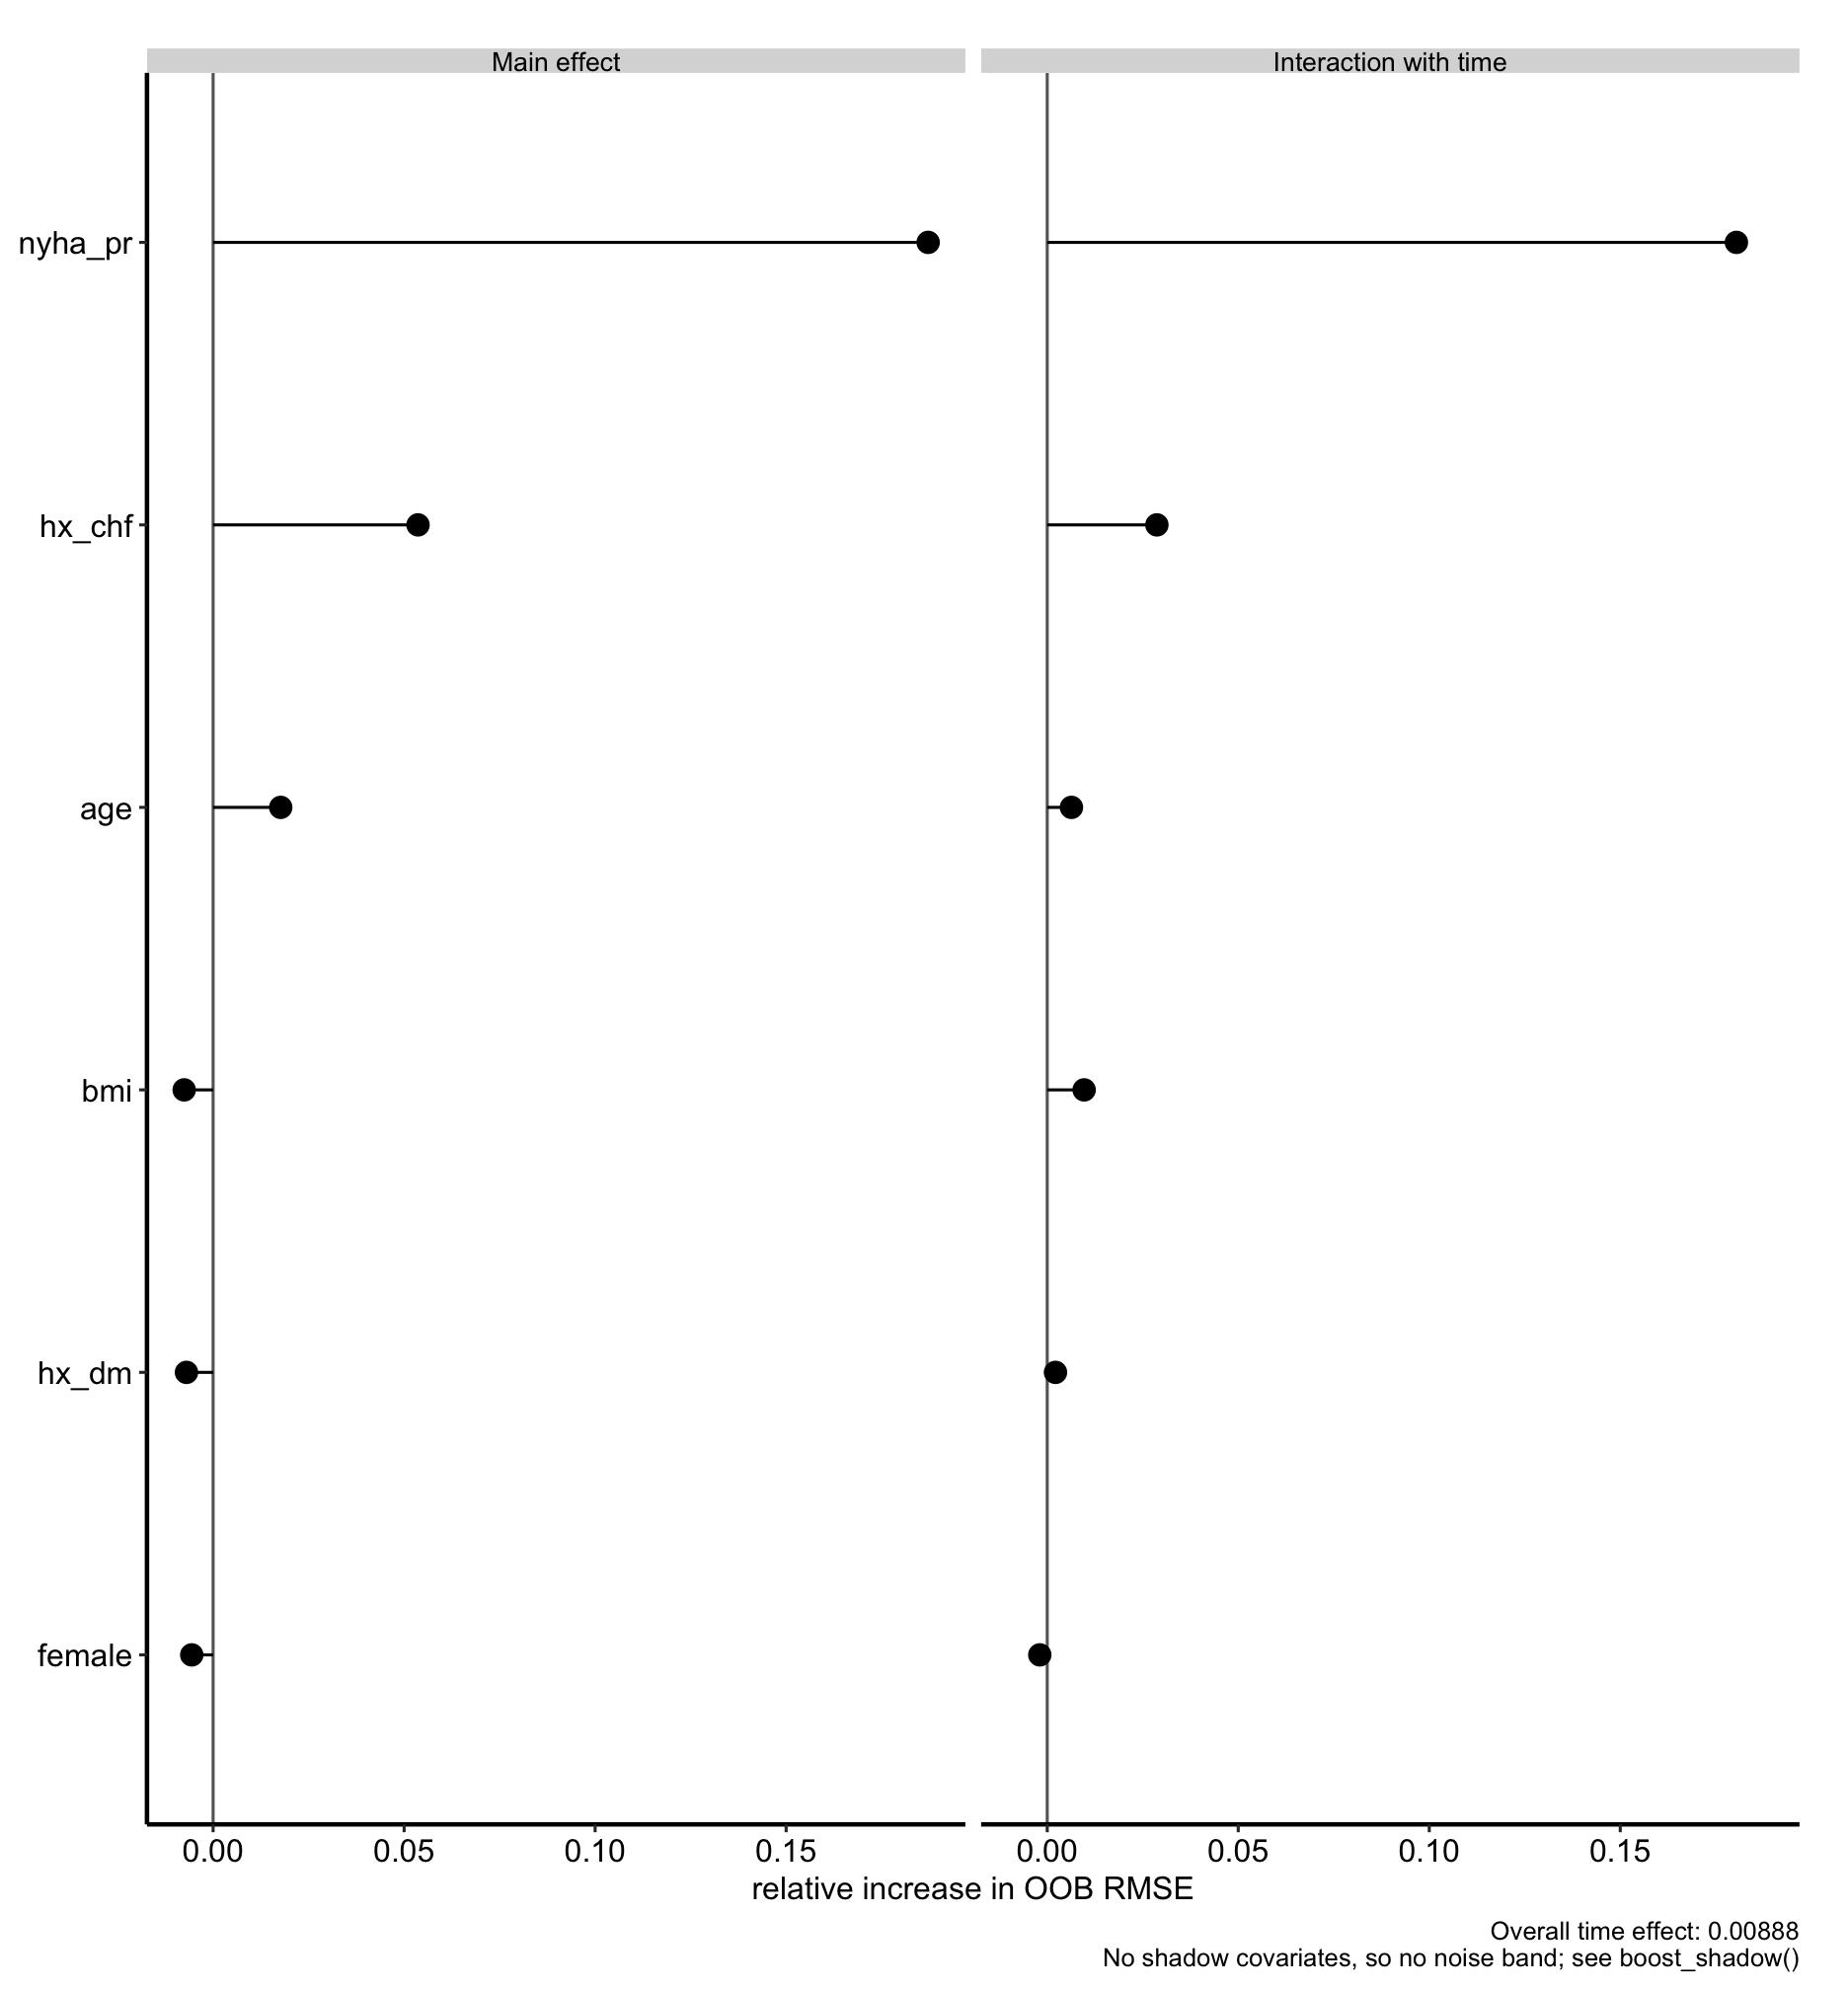 Main effect
Interaction with time
nyha_pr
hx_chf
age
bmi
hx_dm
female
0.00 0.05 0.10 0.15
0.00 0.05 0.10 0.15
relative increase in OOB RMSE
Overall time effect: 0.00888
No shadow covariates, so no noise band; see boost_shadow()